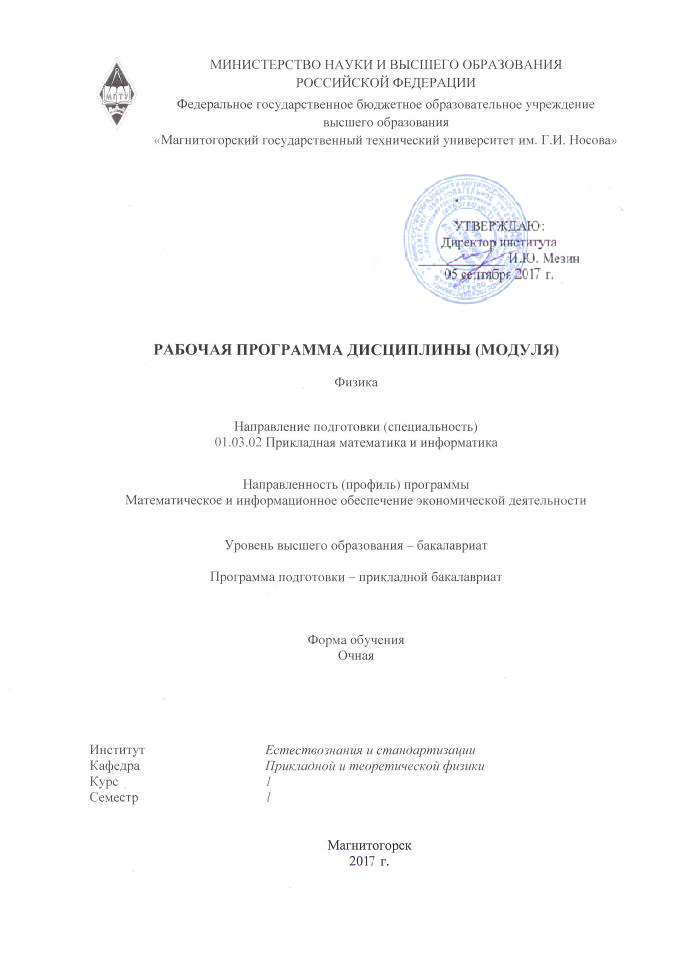 МГТУ
МИНИСТЕРСТВО НАУКИ И ВЫСШЕГО ОБРАЗОВАНИЯ
РОССИЙСКОЙ ФЕДЕРАЦИИ
Федеральное государственное бюджетное образовательное учреждение
высшего образования
«Магнитогорский государственный технический университет им. Г.И. Носова»
УТВЕРЖДАЮ:
Директор института
И.Ю. Мезин
05 сентября 2017 г.
РАБОЧАЯ ПРОГРАММА ДИСЦИПЛИНЫ (МОДУЛЯ)
Физика
Направление подготовки (специальность)
01.03.02 Прикладная математика и информатика
Направленность (профиль) программы
Математическое и информационное обеспечение экономической деятельности
Уровень высшего образования – бакалавриат
Программа подготовки – прикладной бакалавриат
Форма обучения
Очная
Институт Естествознания и стандартизации
Кафедра Прикладной и теоретической физики
Курс 1
Семестр 1
Магнитогорск
2017 г.